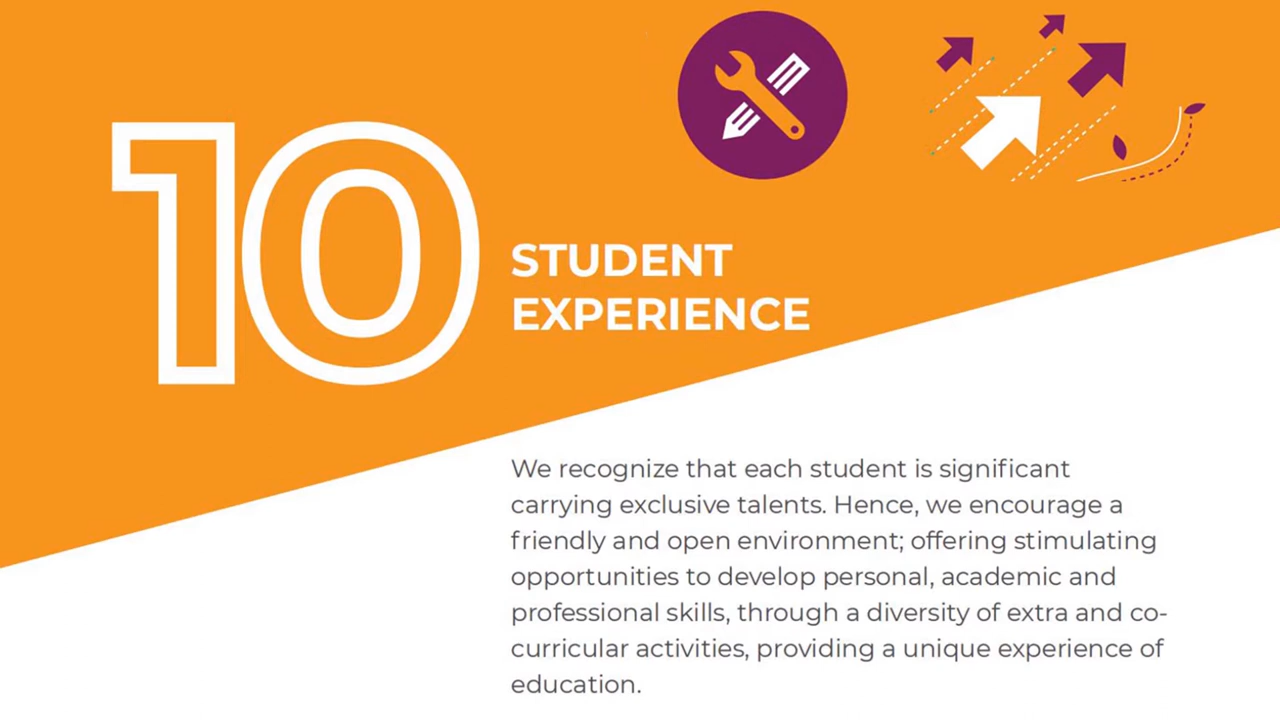 10
STUDENT
EXPERIENCE
We recognize that each student is significant
carrying exclusive talents. Hence, we encourage a
friendly and open environment; offering stimulating
opportunities to develop personal, academic and
professional skills, through a diversity of extra and co-
curricular activities, providing a unique experience of
education.